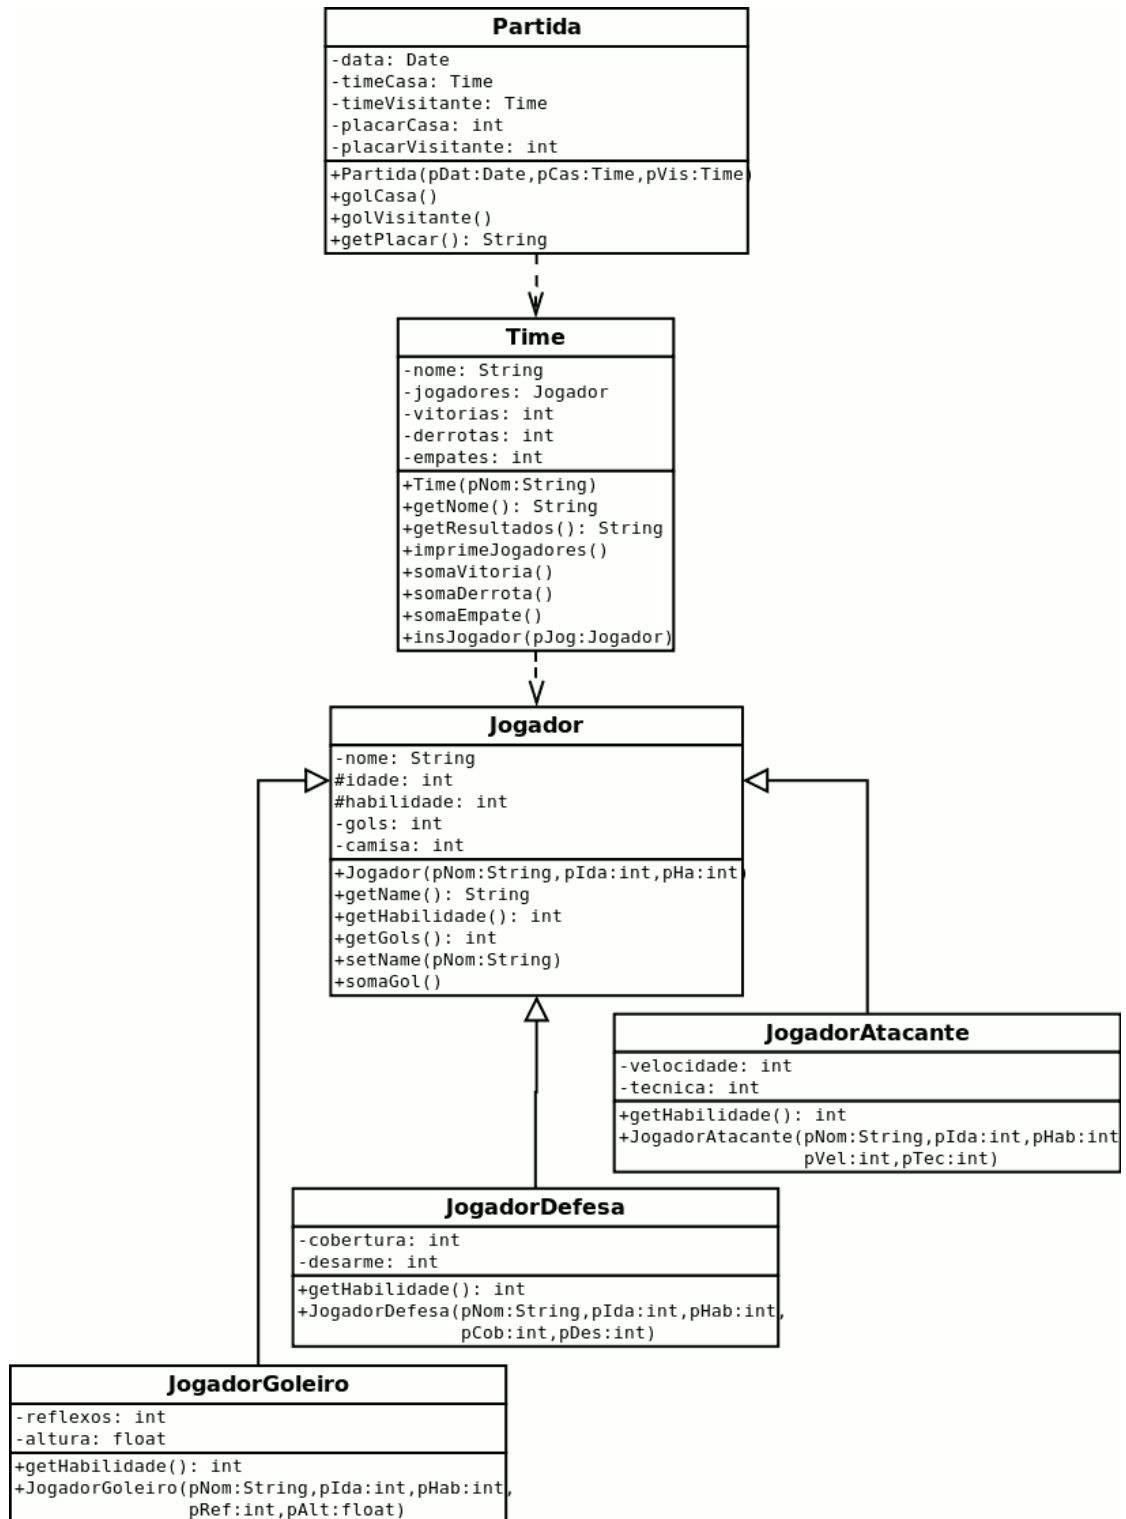 Partida
-data: Date
-timeCasa: Time
-timeVisitante: Time
-placarCasa: int
-placarVisitante: int
+Partida(pDat:Date,pCas:Time,pVis:Time)
+golCasa()
+golVisitante()
+getPlacar(): String
Time
-nome: String
-jogadores: Jogador
-vitorias: int
-derrotas: int
-empates: int
+Time(pNom:String)
+getNome(): String
+getResultados(): String
+imprimeJogadores()
+somaVitoria()
+somaDerrota()
+somaEmpate()
+insJogador(pJog:Jogador)
Jogador
-nome: String
#idade: int
#habilidade: int
-gols: int
-camisa: int
+Jogador(pNom:String,pIda:int,pHa:int)
+getName(): String
+getHabilidade(): int
+getGols(): int
+setName(pNom:String)
+somaGol()
JogadorAtacante
-velocidade: int
-tecnica: int
+getHabilidade(): int
+JogadorAtacante(pNom:String,pIda:int,pHab:int
pVel:int,pTec:int)
JogadorDefesa
-cobertura: int
-desarme: int
+getHabilidade(): int
+JogadorDefesa(pNom:String,pIda:int,pHab:int,
pCob:int,pDes:int)
JogadorGoleiro
-reflexos: int
-altura: float
+getHabilidade(): int
+JogadorGoleiro(pNom:String,pIda:int,pHab:int,
pRef:int,pAlt:float)